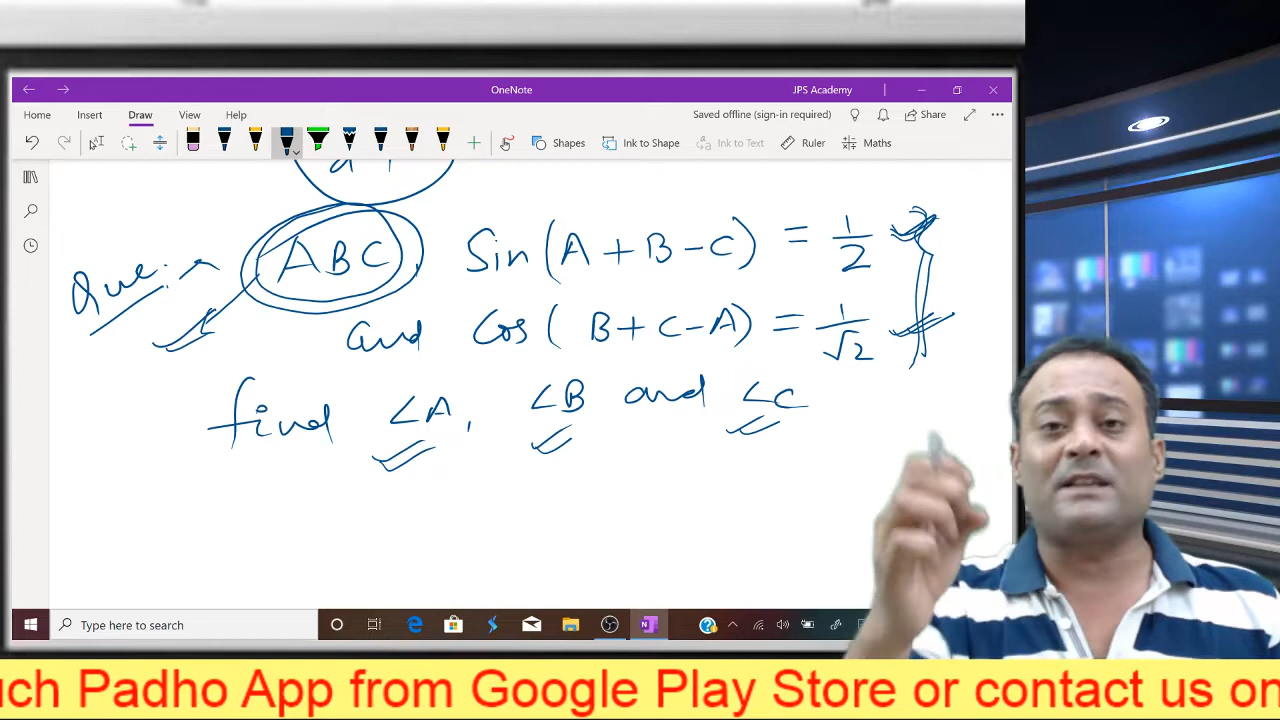 OneNote
JPS Academy
Home Insert Draw View Help
Saved offline (sign-in required)
Share
Shapes
Ink to Shape
Ink to Text
Ruler
Maths
Que:- ABC, Sin(A+B-C) = 1/2
and Cos(B+C-A) = 1/√2
find ∠A, ∠B and ∠C
Type here to search
uch Padho App from Google Play Store or contact us on